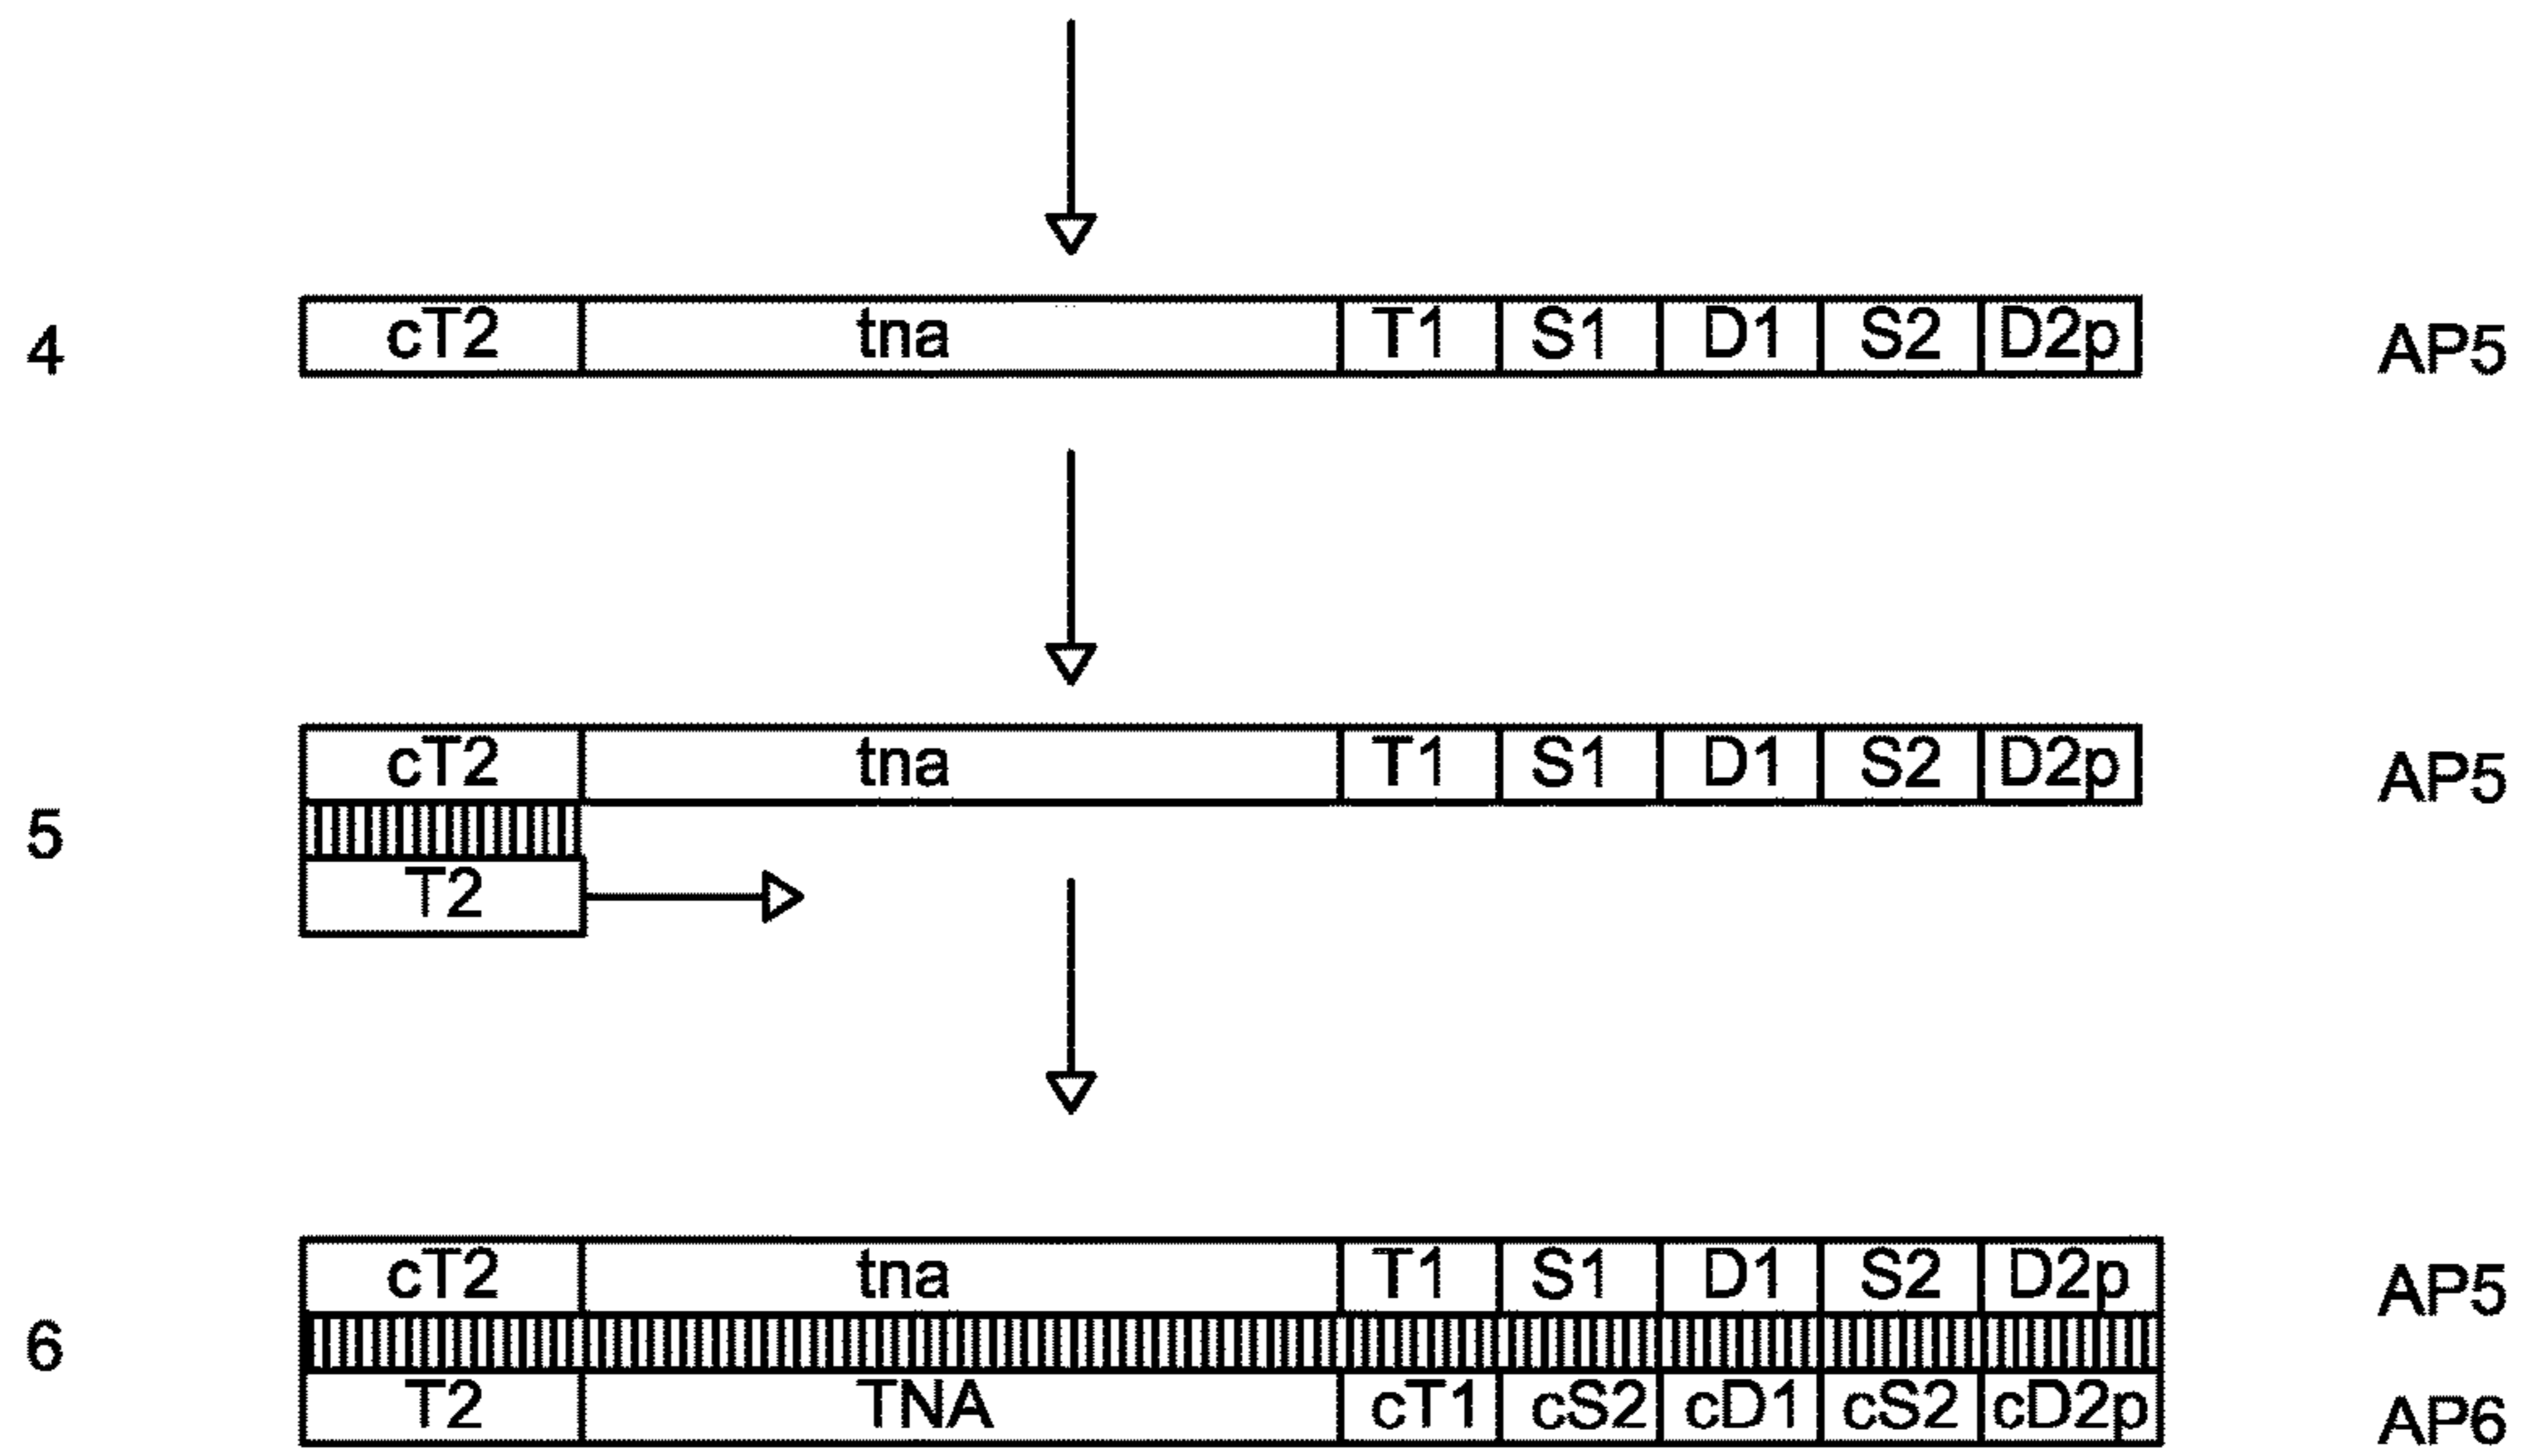 4 cT2 tna T1 S1 D1 S2 D2p AP5
cT2 tna T1 S1 D1 S2 D2p AP5
5
T2
cT2 tna T1 S1 D1 S2 D2p AP5
6
T2 TNA cT1 cS2 cD1 cS2 cD2p AP6